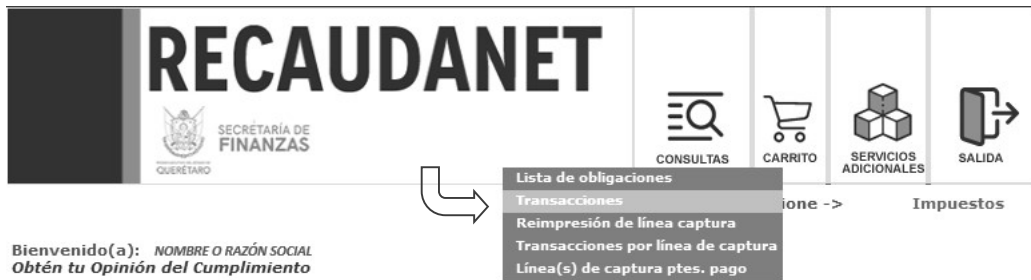 RECAUDANET
SECRETARÍA DE
FINANZAS
QUERÉTARO
CONSULTAS
CARRITO
SERVICIOS
ADICIONALES
SALIDA
Lista de obligaciones
Transacciones
Reimpresión de línea captura
Transacciones por línea de captura
Línea(s) de captura ptes. pago
ione -> Impuestos
Bienvenido(a): NOMBRE O RAZÓN SOCIAL
Obtén tu Opinión del Cumplimiento